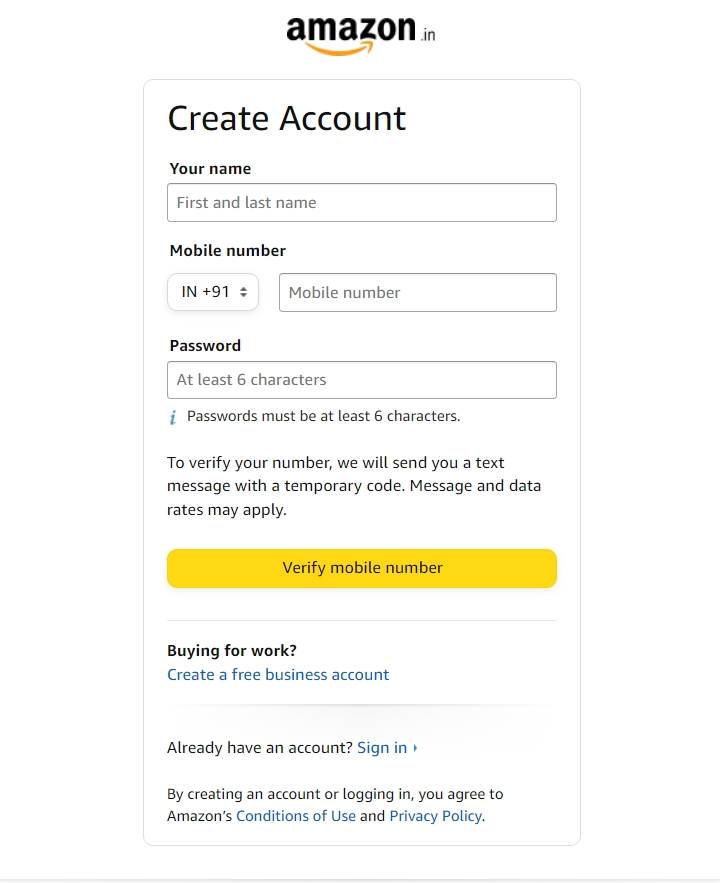 amazon.in
Create Account
Your name
First and last name
Mobile number
IN +91 Mobile number
Password
At least 6 characters
i Passwords must be at least 6 characters.
To verify your number, we will send you a text
message with a temporary code. Message and data
rates may apply.
Verify mobile number
Buying for work?
Create a free business account
Already have an account? Sign in
By creating an account or logging in, you agree to
Amazon’s Conditions of Use and Privacy Policy.